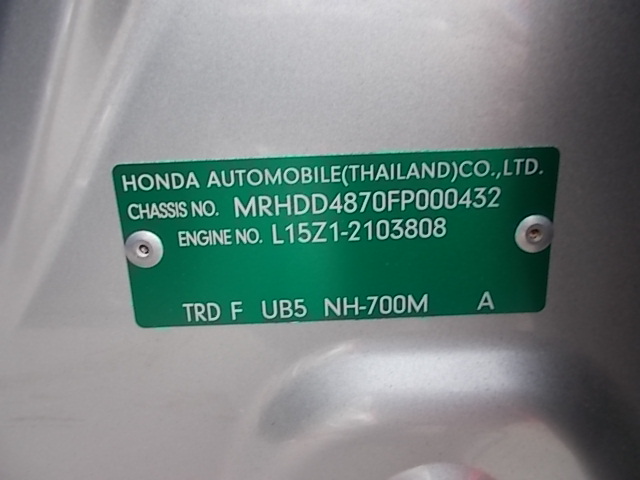 HONDA AUTOMOBILE(THAILAND)CO.,LTD.
CHASSIS NO. MRHDD4870FP000432
ENGINE NO. L15Z1-2103808
TRD F UB5 NH-700M A